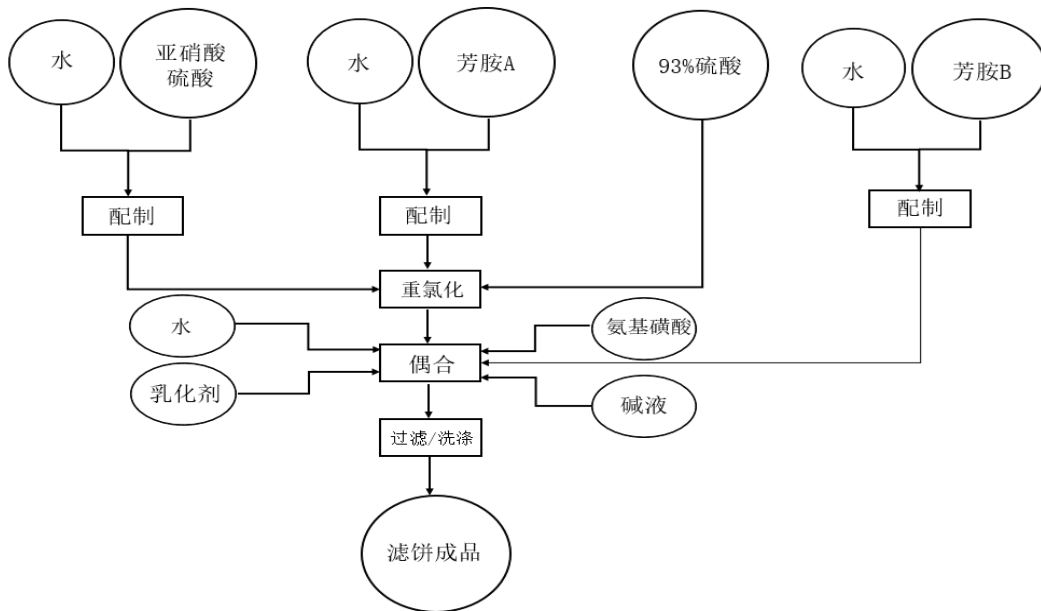 水
亚硝酸
硫酸
水
芳胺A
93%硫酸
水
芳胺B
配制
配制
配制
重氯化
水
氨基磺酸
偶合
乳化剂
碱液
过滤/洗涤
滤饼成品